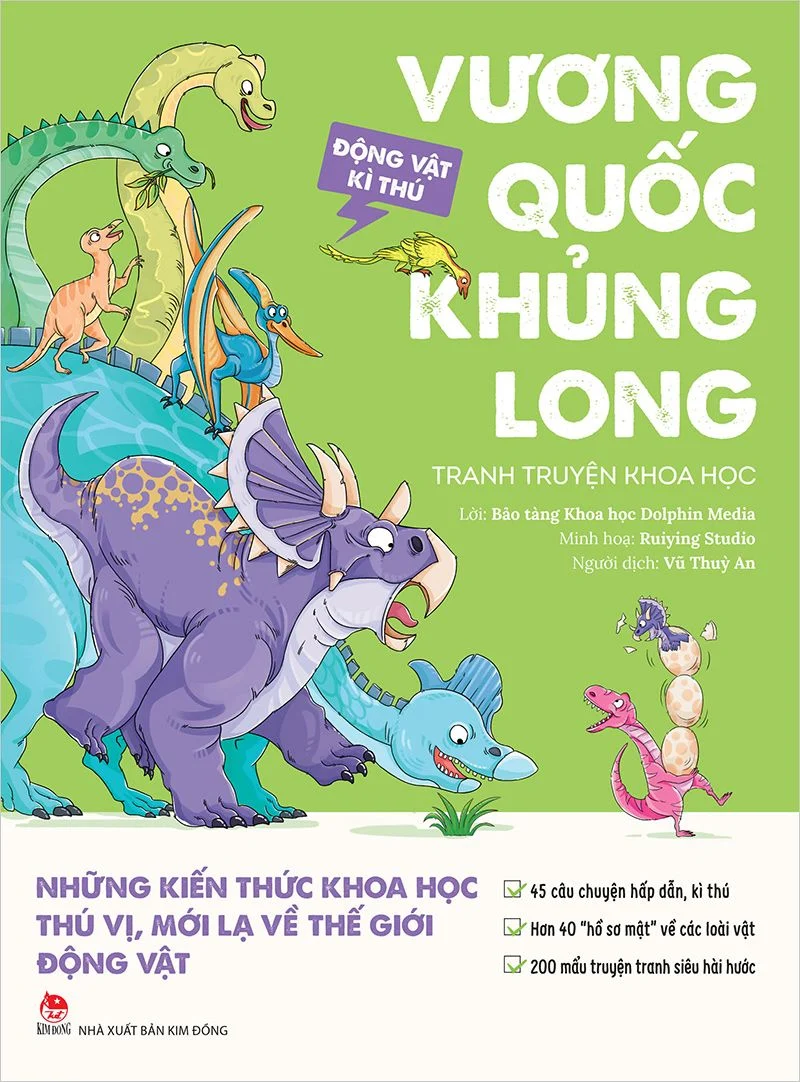 VƯƠNG
QUỐC
KHỦNG
LONG
ĐỘNG VẬT
KÌ THÚ
TRANH TRUYỆN KHOA HỌC
Lời: Bảo tàng Khoa học Dolphin Media
Minh hoạ: Ruiying Studio
Người dịch: Vũ Thuỳ An
NHỮNG KIẾN THỨC KHOA HỌC
THÚ VỊ, MỚI LẠ VỀ THẾ GIỚI
ĐỘNG VẬT
45 câu chuyện hấp dẫn, kì thú
Hơn 40 “hồ sơ mật” về các loài vật
200 mẩu truyện tranh siêu hài hước
KIM ĐỒNG
NHÀ XUẤT BẢN KIM ĐỒNG